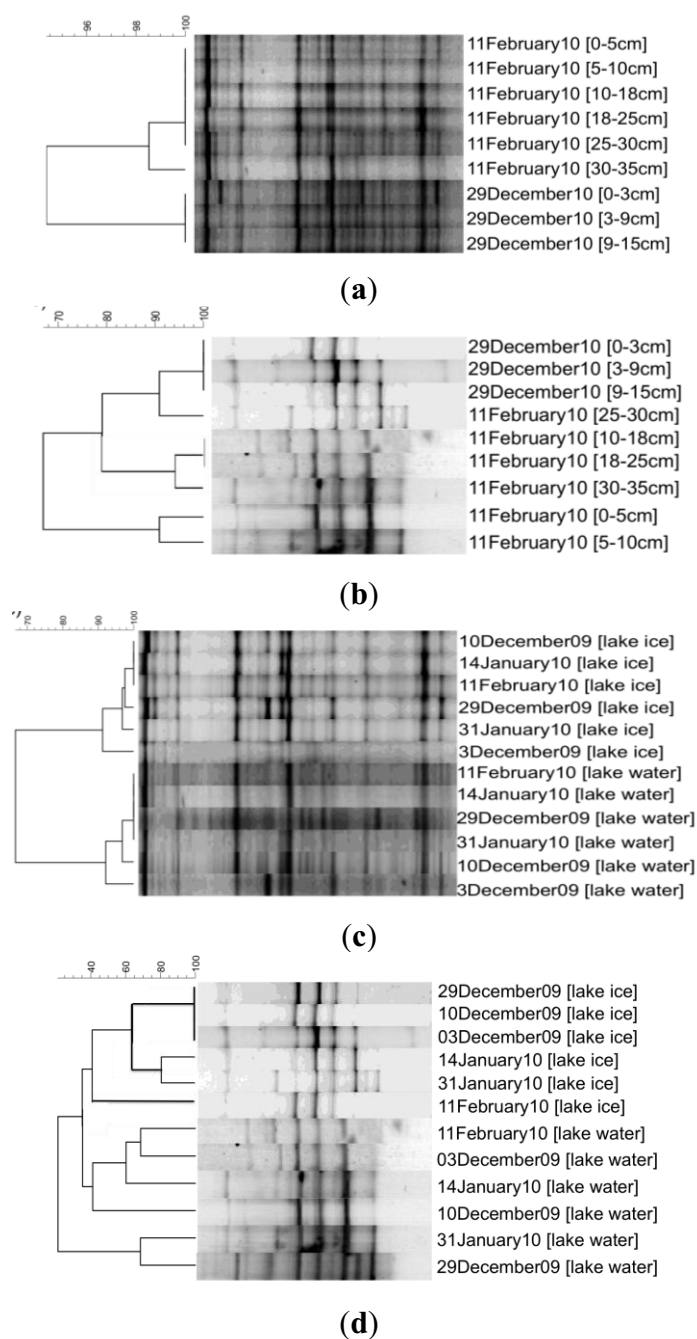 96 98 100
11February10 [0-5cm]
11February10 [5-10cm]
11February10 [10-18cm]
11February10 [18-25cm]
11February10 [25-30cm]
11February10 [30-35cm]
29December10 [0-3cm]
29December10 [3-9cm]
29December10 [9-15cm]
(a)
70 80 90 100
29December10 [0-3cm]
29December10 [3-9cm]
29December10 [9-15cm]
11February10 [25-30cm]
11February10 [10-18cm]
11February10 [18-25cm]
11February10 [30-35cm]
11February10 [0-5cm]
11February10 [5-10cm]
(b)
70 80 90 100
10December09 [lake ice]
14January10 [lake ice]
11February10 [lake ice]
29December09 [lake ice]
31January10 [lake ice]
3December09 [lake ice]
11February10 [lake water]
14January10 [lake water]
29December09 [lake water]
31January10 [lake water]
10December09 [lake water]
3December09 [lake water]
(c)
40 60 80 100
29December09 [lake ice]
10December09 [lake ice]
03December09 [lake ice]
14January10 [lake ice]
31January10 [lake ice]
11February10 [lake ice]
11February10 [lake water]
03December09 [lake water]
14January10 [lake water]
10December09 [lake water]
31January10 [lake water]
29December09 [lake water]
(d)